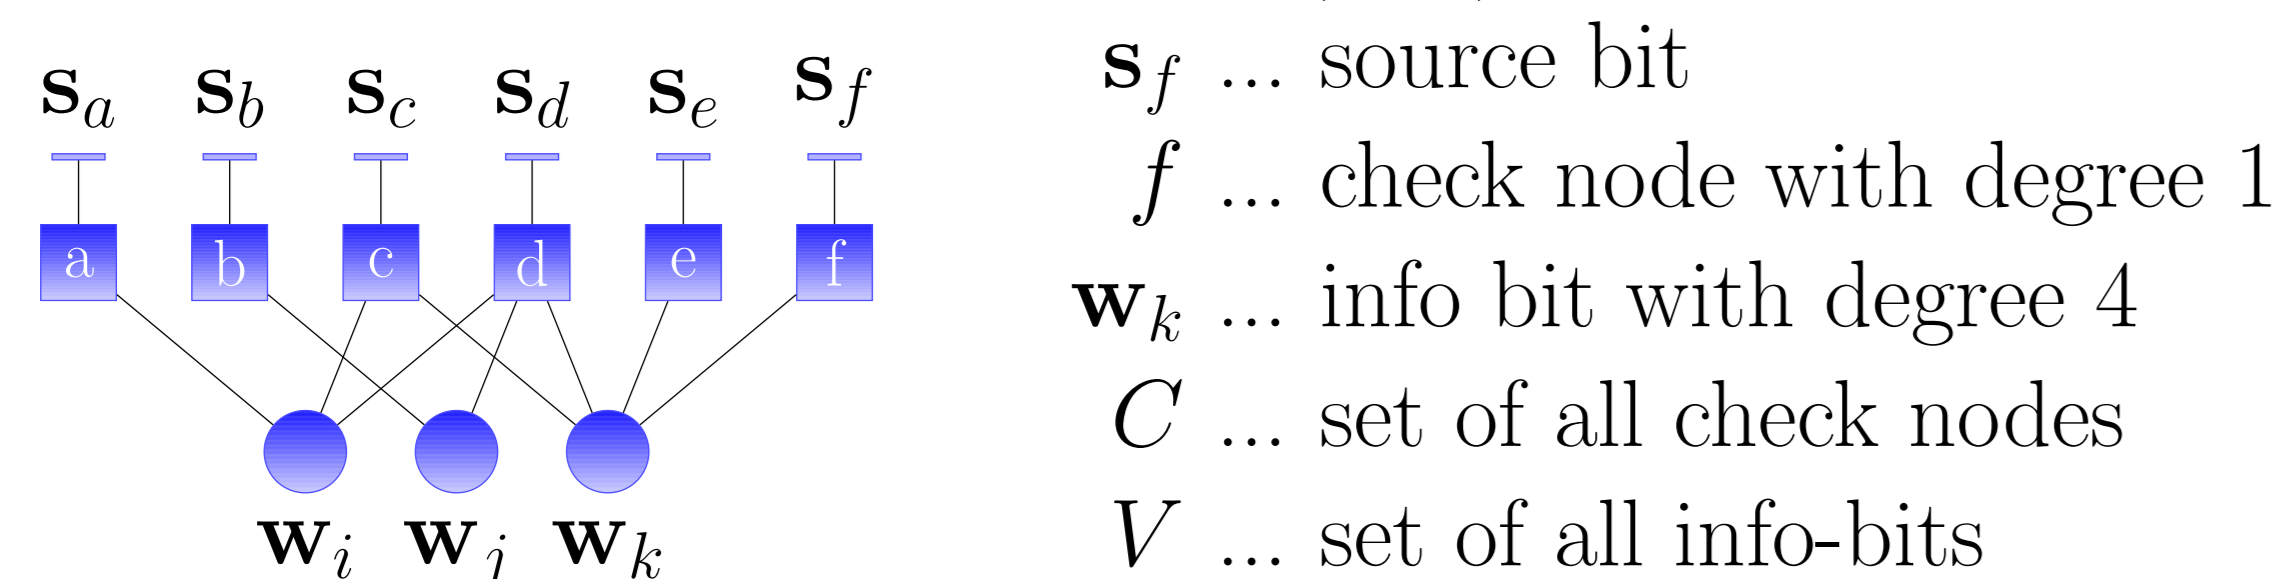 s_a s_b s_c s_d s_e s_f
a b c d e f
w_i w_j w_k
s_f ... source bit
f ... check node with degree 1
w_k ... info bit with degree 4
C ... set of all check nodes
V ... set of all info-bits